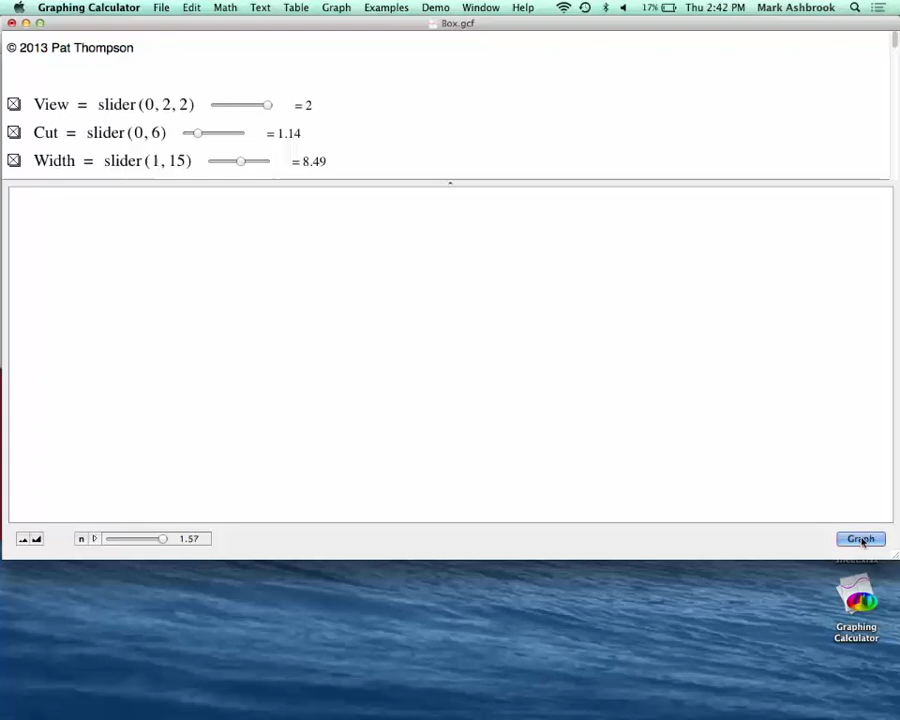 Graphing Calculator File Edit Math Text Table Graph Examples Demo Window Help 17% Thu 2:42 PM Mark Ashbrook
Box.gcf
© 2013 Pat Thompson
View = slider(0, 2, 2) = 2
Cut = slider(0, 6) = 1.14
Width = slider(1, 15) = 8.49
n 1.57 Graph
Graphing
Calculator